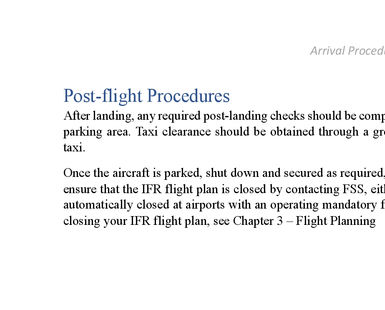 Arrival Proced
Post-flight Procedures
After landing, any required post-landing checks should be comp
parking area. Taxi clearance should be obtained through a gro
taxi.
Once the aircraft is parked, shut down and secured as required,
ensure that the IFR flight plan is closed by contacting FSS, eit
automatically closed at airports with an operating mandatory f
closing your IFR flight plan, see Chapter 3 – Flight Planning